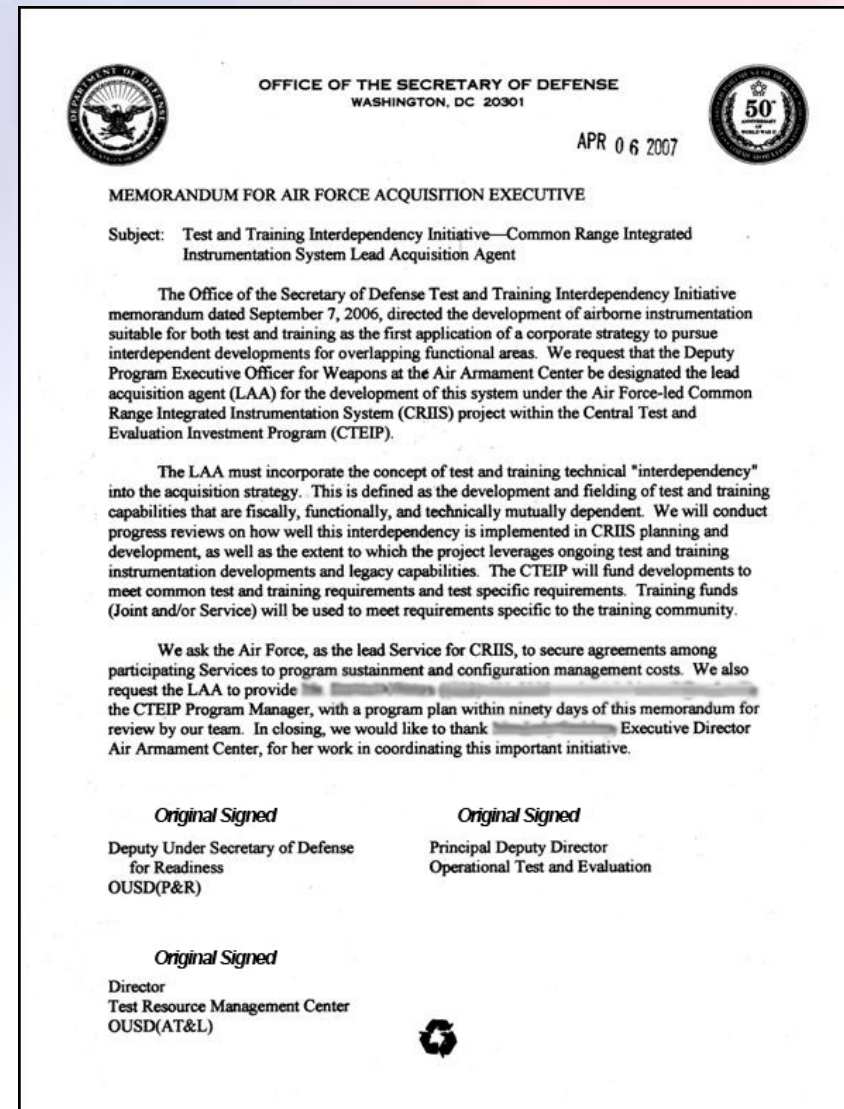 OFFICE OF THE SECRETARY OF DEFENSE
WASHINGTON, DC 20301
DEPARTMENT OF DEFENSE
50
APR 06 2007
MEMORANDUM FOR AIR FORCE ACQUISITION EXECUTIVE
Subject: Test and Training Interdependency Initiative—Common Range Integrated
Instrumentation System Lead Acquisition Agent
The Office of the Secretary of Defense Test and Training Interdependency Initiative
memorandum dated September 7, 2006, directed the development of airborne instrumentation
suitable for both test and training as the first application of a corporate strategy to pursue
interdependent developments for overlapping functional areas. We request that the Deputy
Program Executive Officer for Weapons at the Air Armament Center be designated the lead
acquisition agent (LAA) for the development of this system under the Air Force-led Common
Range Integrated Instrumentation System (CRIIS) project within the Central Test and
Evaluation Investment Program (CTEIP).
The LAA must incorporate the concept of test and training technical "interdependency"
into the acquisition strategy. This is defined as the development and fielding of test and training
capabilities that are fiscally, functionally, and technically mutually dependent. We will conduct
progress reviews on how well this interdependency is implemented in CRIIS planning and
development, as well as the extent to which the project leverages ongoing test and training
instrumentation developments and legacy capabilities. The CTEIP will fund developments to
meet common test and training requirements and test specific requirements. Training funds
(Joint and/or Service) will be used to meet requirements specific to the training community.
We ask the Air Force, as the lead Service for CRIIS, to secure agreements among
participating Services to program sustainment and configuration management costs. We also
request the LAA to provide
the CTEIP Program Manager, with a program plan within ninety days of this memorandum for
review by our team. In closing, we would like to thank Executive Director
Air Armament Center, for her work in coordinating this important initiative.
Original Signed
Deputy Under Secretary of Defense
for Readiness
OUSD(P&R)
Original Signed
Principal Deputy Director
Operational Test and Evaluation
Original Signed
Director
Test Resource Management Center
OUSD(AT&L)